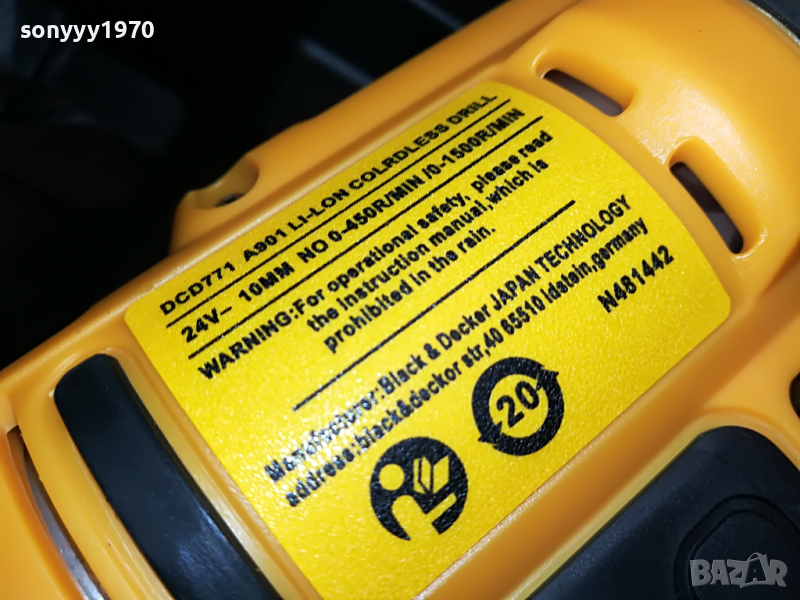 sonyyy1970
DCD771 A901 LI-LON COLRDLESS DRILL
24V~ 10MM NO 0-450R/MIN /0-1500R/MIN
WARNING:For operational safety, please read
the instruction manual,which is
prohibited in the rain.
Manufacturer:Black & Decker JAPAN TECHNOLOGY
address:black&deckor str,40 65510 Idstein,germany
N481442
20
BAZAR